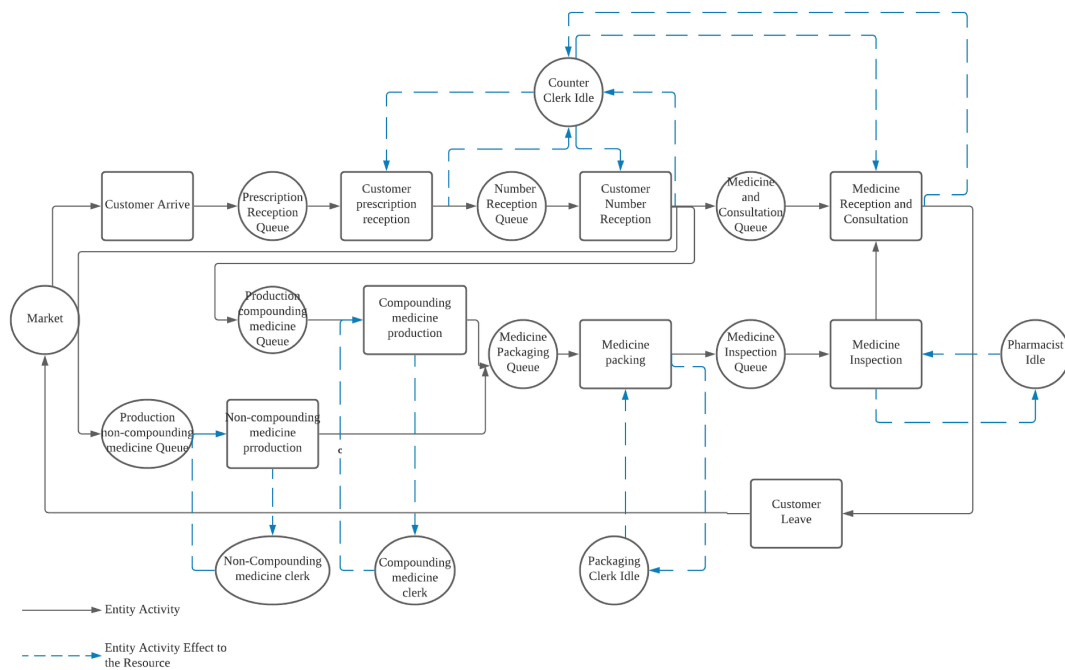 Counter
Clerk Idle
Customer Arrive
Prescription
Reception
Queue
Customer
prescription
reception
Number
Reception
Queue
Customer
Number
Reception
Medicine
and
Consultation
Queue
Medicine
Reception and
Consultation
Market
Production
compounding
medicine
Queue
Compounding
medicine
production
Medicine
Packaging
Queue
Medicine
packing
Medicine
Inspection
Queue
Medicine
Inspection
Pharmacist
Idle
Production
non-compounding
medicine Queue
Non-compounding
medicine
prroduction
c
Customer
Leave
Non-Compounding
medicine clerk
Compounding
medicine
clerk
Packaging
Clerk Idle
Entity Activity
Entity Activity Effect to
the Resource